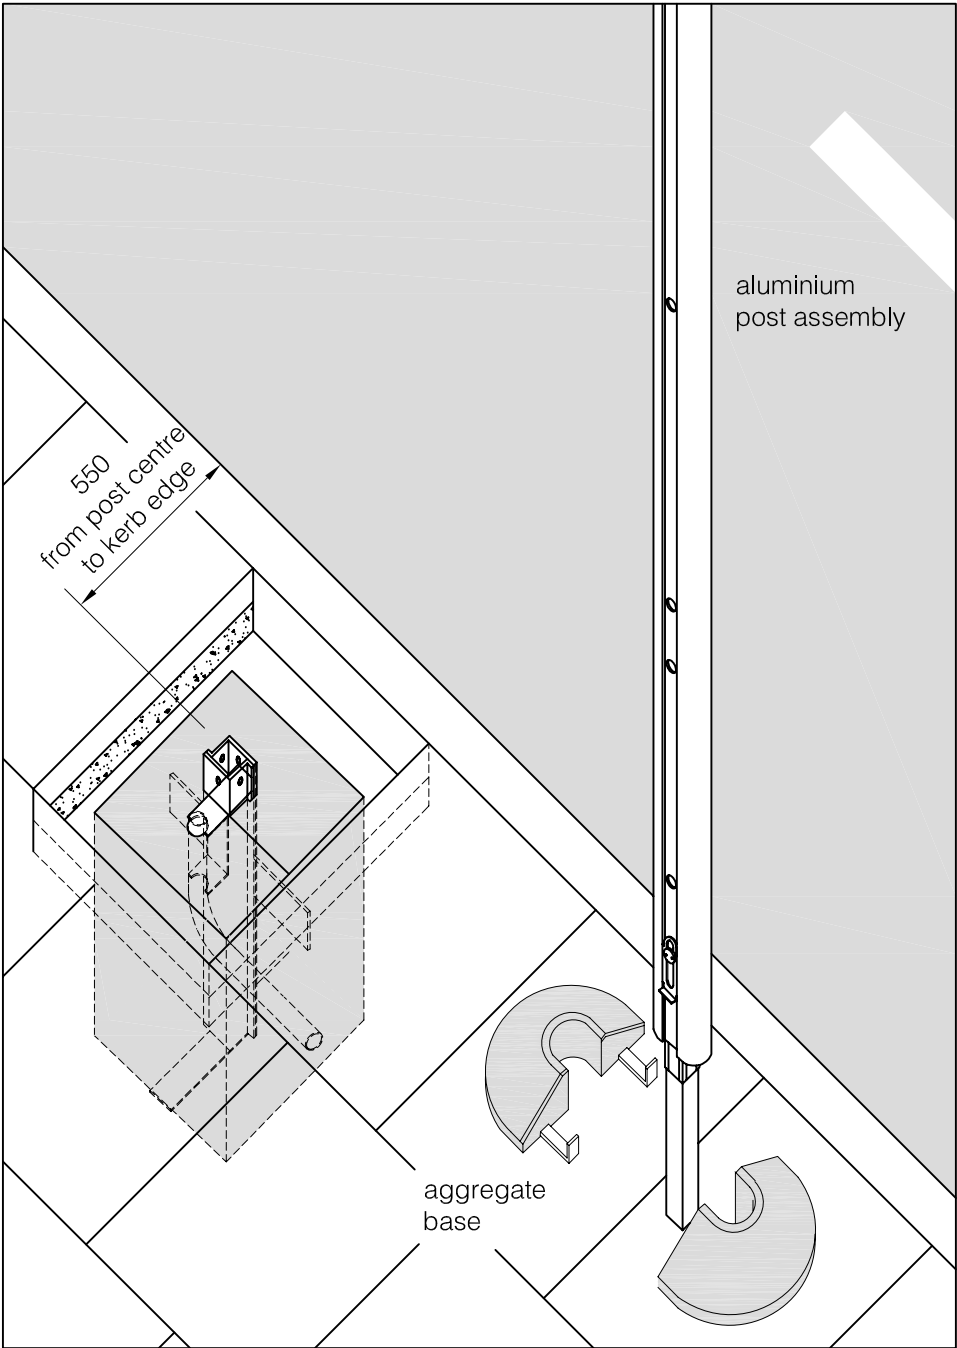 aluminium
post assembly
550
from post centre
to kerb edge
aggregate
base